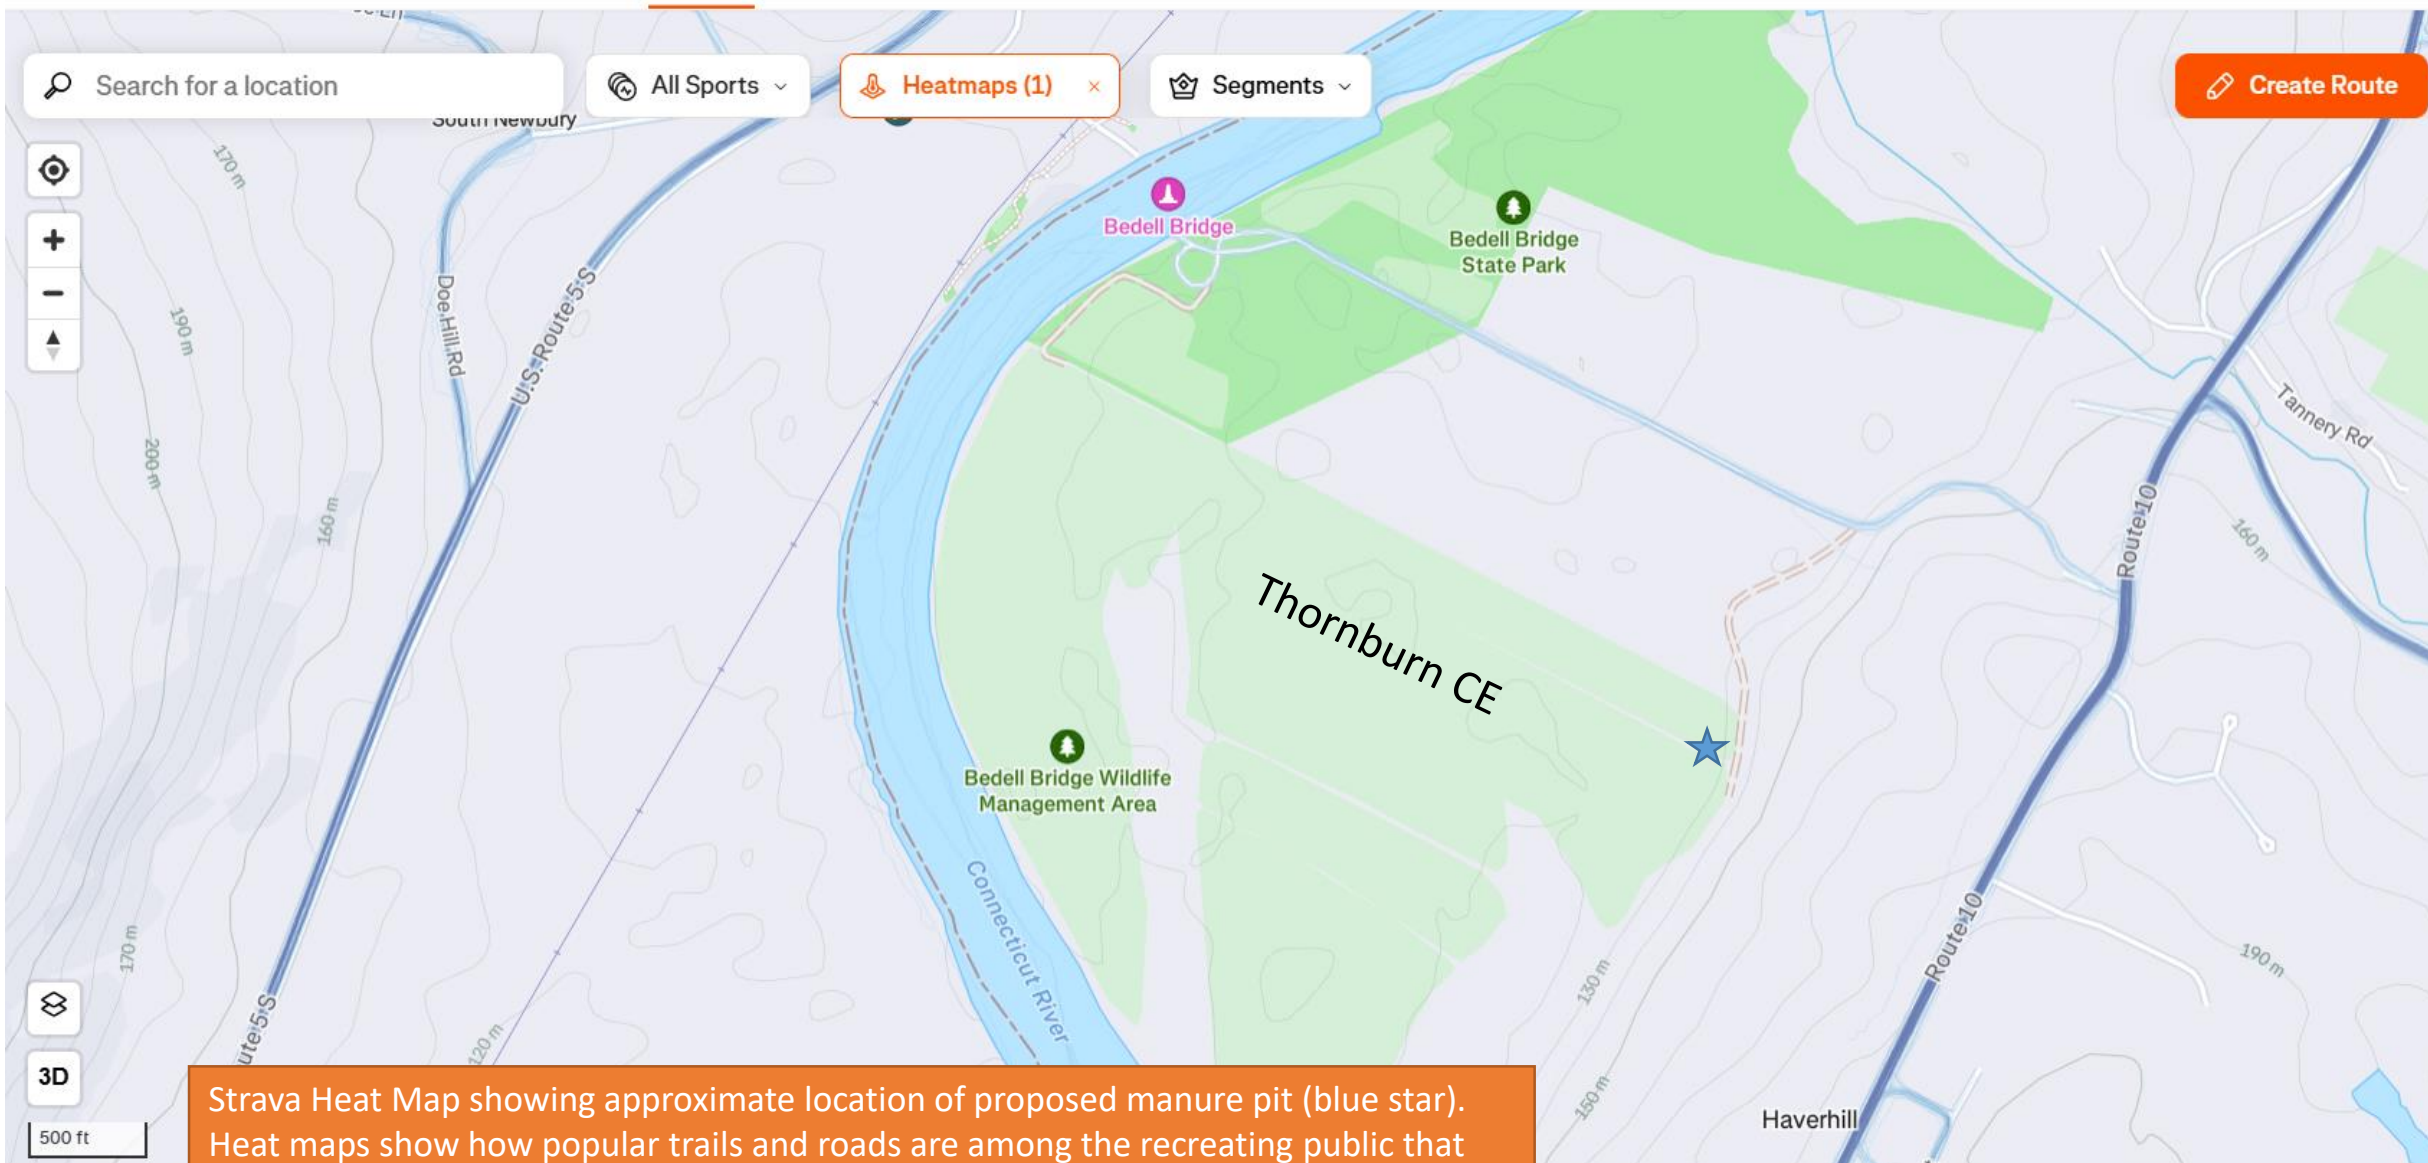 Search for a location
All Sports
Heatmaps (1)
×
Segments
Create Route
South Newbury
170 m
Bedell Bridge
Bedell Bridge
State Park
Doe Hill Rd
U.S. Route 5 S
190 m
Tannery Rd
200 m
160 m
Route 10
160 m
Thornburn CE
Bedell Bridge Wildlife
Management Area
Connecticut River
170 m
Route 10
190 m
130 m
ute 5 S
120 m
150 m
3D
500 ft
Haverhill
Strava Heat Map showing approximate location of proposed manure pit (blue star).
Heat maps show how popular trails and roads are among the recreating public that